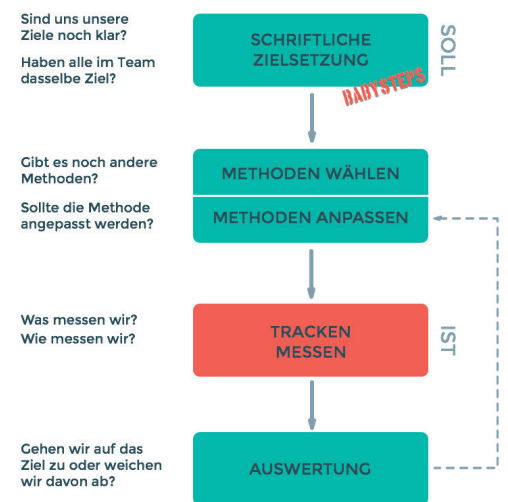 Sind uns unsere
Ziele noch klar?
Haben alle im Team
dasselbe Ziel?
SCHRIFTLICHE
ZIELSETZUNG
BABYSTEPS
SOLL
Gibt es noch andere
Methoden?
Sollte die Methode
angepasst werden?
METHODEN WÄHLEN
METHODEN ANPASSEN
Was messen wir?
Wie messen wir?
TRACKEN
MESSEN
IST
Gehen wir auf das
Ziel zu oder weichen
wir davon ab?
AUSWERTUNG